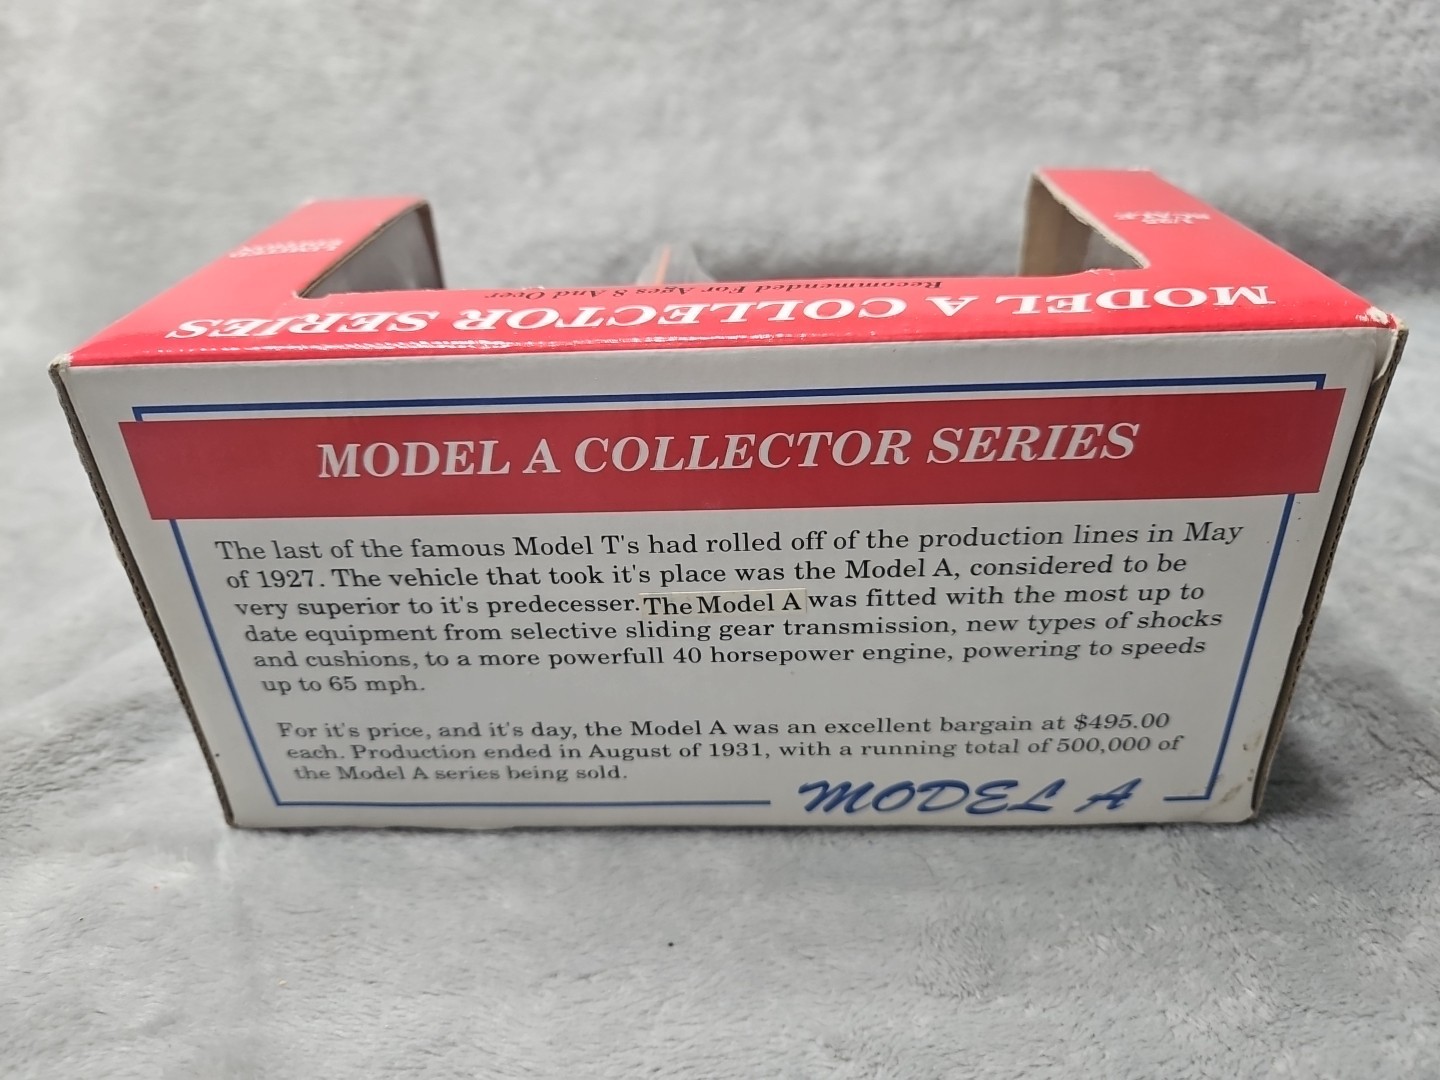 LIMITED
EDITION
1/25
SCALE
Recommended For Ages 8 And Over
MODEL A COLLECTOR SERIES
MODEL A COLLECTOR SERIES
The last of the famous Model T's had rolled off of the production lines in May
of 1927. The vehicle that took it's place was the Model A, considered to be
very superior to it's predecesser. The Model A was fitted with the most up to
date equipment from selective sliding gear transmission, new types of shocks
and cushions, to a more powerfull 40 horsepower engine, powering to speeds
up to 65 mph.
For it's price, and it's day, the Model A was an excellent bargain at $495.00
each. Production ended in August of 1931, with a running total of 500,000 of
the Model A series being sold.
MODEL A